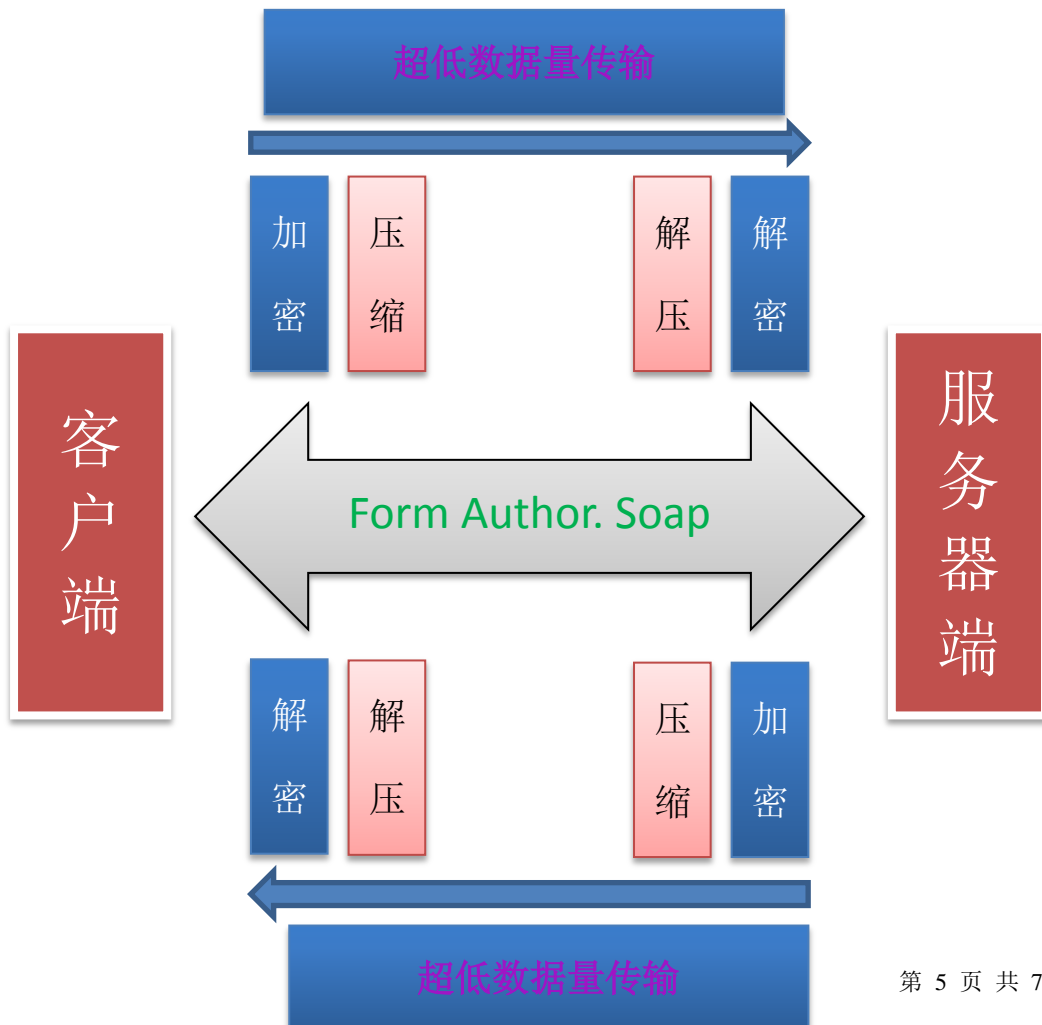 超低数据量传输
加密
压缩
解压
解密
客户端
Form Author. Soap
服务器端
解密
解压
压缩
加密
超低数据量传输
第 5 页 共 7